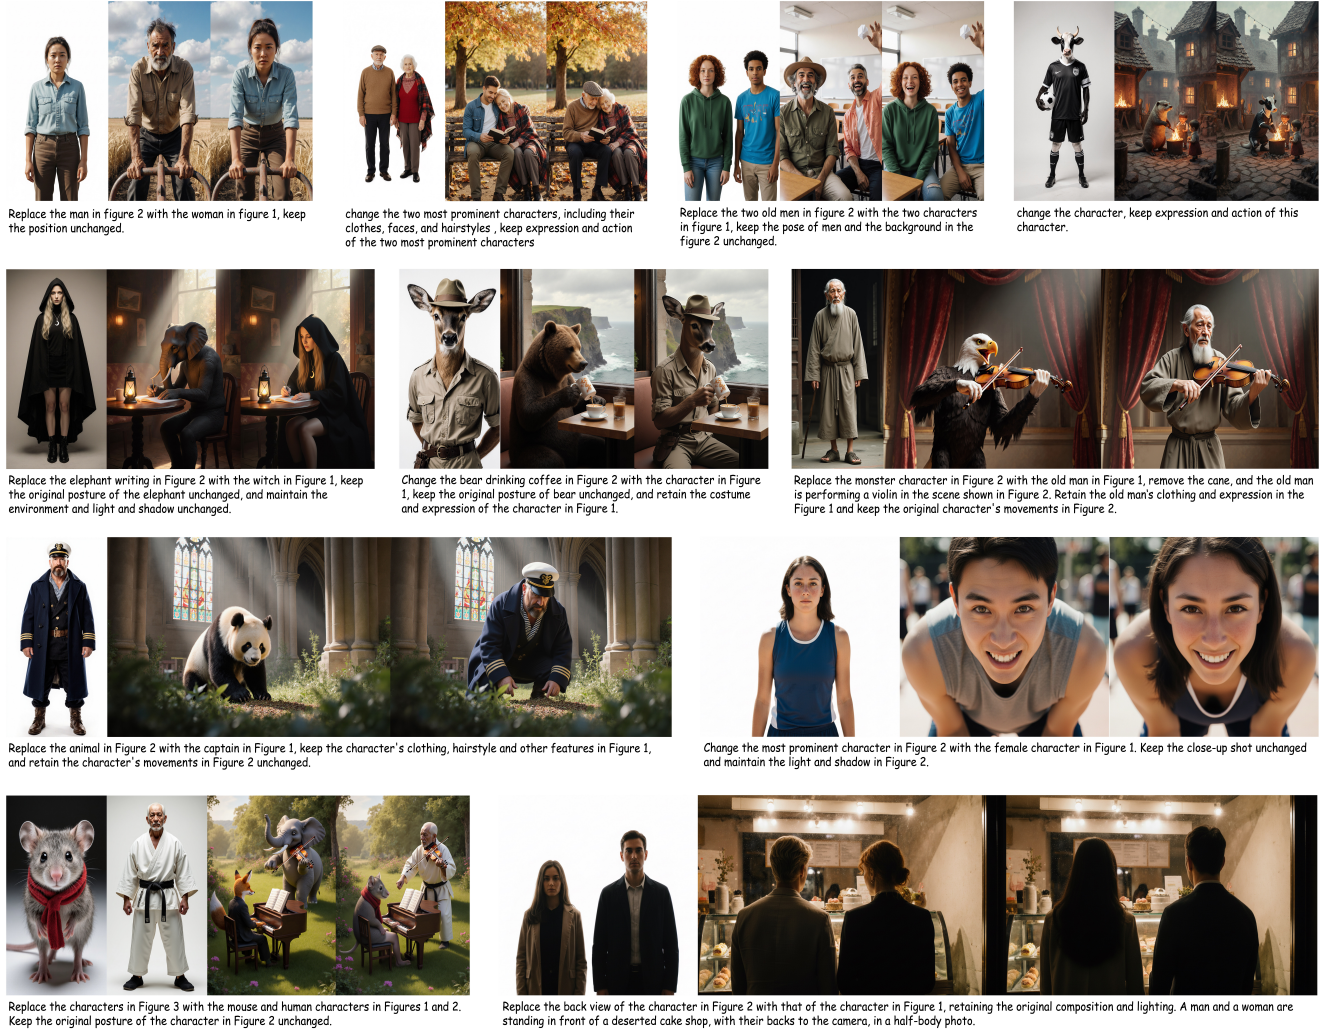 Replace the man in figure 2 with the woman in figure 1, keep
the position unchanged.
change the two most prominent characters, including their
clothes, faces, and hairstyles , keep expression and action
of the two most prominent characters
Replace the two old men in figure 2 with the two characters
in figure 1, keep the pose of men and the background in the
figure 2 unchanged.
change the character, keep expression and action of this
character.
Replace the elephant writing in Figure 2 with the witch in Figure 1, keep
the original posture of the elephant unchanged, and maintain the
environment and light and shadow unchanged.
Change the bear drinking coffee in Figure 2 with the character in Figure
1, keep the original posture of bear unchanged, and retain the costume
and expression of the character in Figure 1.
Replace the monster character in Figure 2 with the old man in Figure 1, remove the cane, and the old man
is performing a violin in the scene shown in Figure 2. Retain the old man's clothing and expression in the
Figure 1 and keep the original character's movements in Figure 2.
Replace the animal in Figure 2 with the captain in Figure 1, keep the character's clothing, hairstyle and other features in Figure 1,
and retain the character's movements in Figure 2 unchanged.
Change the most prominent character in Figure 2 with the female character in Figure 1. Keep the close-up shot unchanged
and maintain the light and shadow in Figure 2.
Replace the characters in Figure 3 with the mouse and human characters in Figures 1 and 2.
Keep the original posture of the character in Figure 2 unchanged.
Replace the back view of the character in Figure 2 with that of the character in Figure 1, retaining the original composition and lighting. A man and a woman are
standing in front of a deserted cake shop, with their backs to the camera, in a half-body photo.